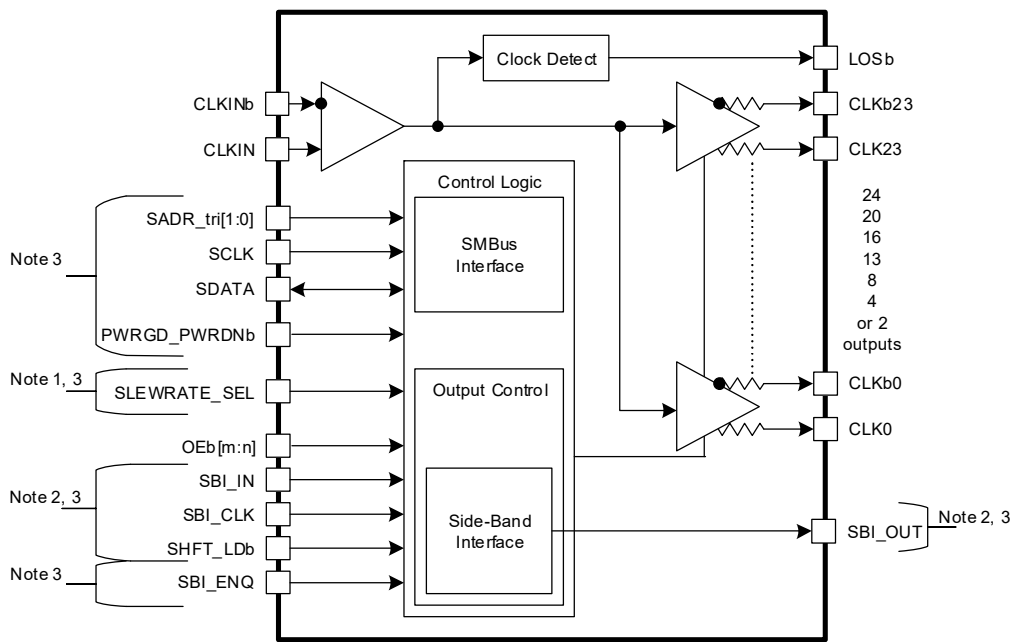 Clock Detect
LOSb
CLKINb
CLKb23
CLKIN
CLK23
Control Logic
SADR_tri[1:0]
SMBus
Interface
24
20
16
13
8
4
or 2
outputs
Note 3
SCLK
SDATA
PWRGD_PWRDNb
Note 1, 3
SLEWRATE_SEL
Output Control
CLKb0
CLK0
OEb[m:n]
Note 2, 3
SBI_IN
SBI_CLK
SHFT_LDb
Side-Band
Interface
SBI_OUT
Note 2, 3
Note 3
SBI_ENQ